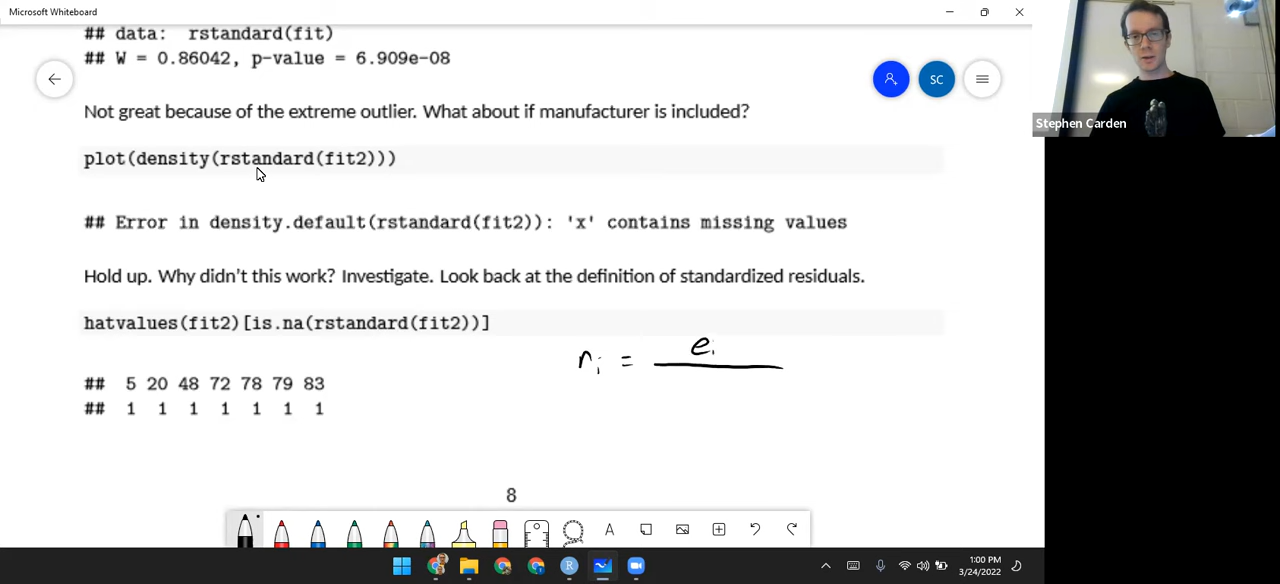 Microsoft Whiteboard
## data: rstandard(fit)
## W = 0.86042, p-value = 6.909e-08
SC
Stephen Carden
Not great because of the extreme outlier. What about if manufacturer is included?
plot(density(rstandard(fit2)))
## Error in density.default(rstandard(fit2)): 'x' contains missing values
Hold up. Why didn't this work? Investigate. Look back at the definition of standardized residuals.
hatvalues(fit2)[is.na(rstandard(fit2))]
rᵢ = eᵢ
## 5 20 48 72 78 79 83
## 1 1 1 1 1 1 1
8
A
R
1:00 PM
3/24/2022